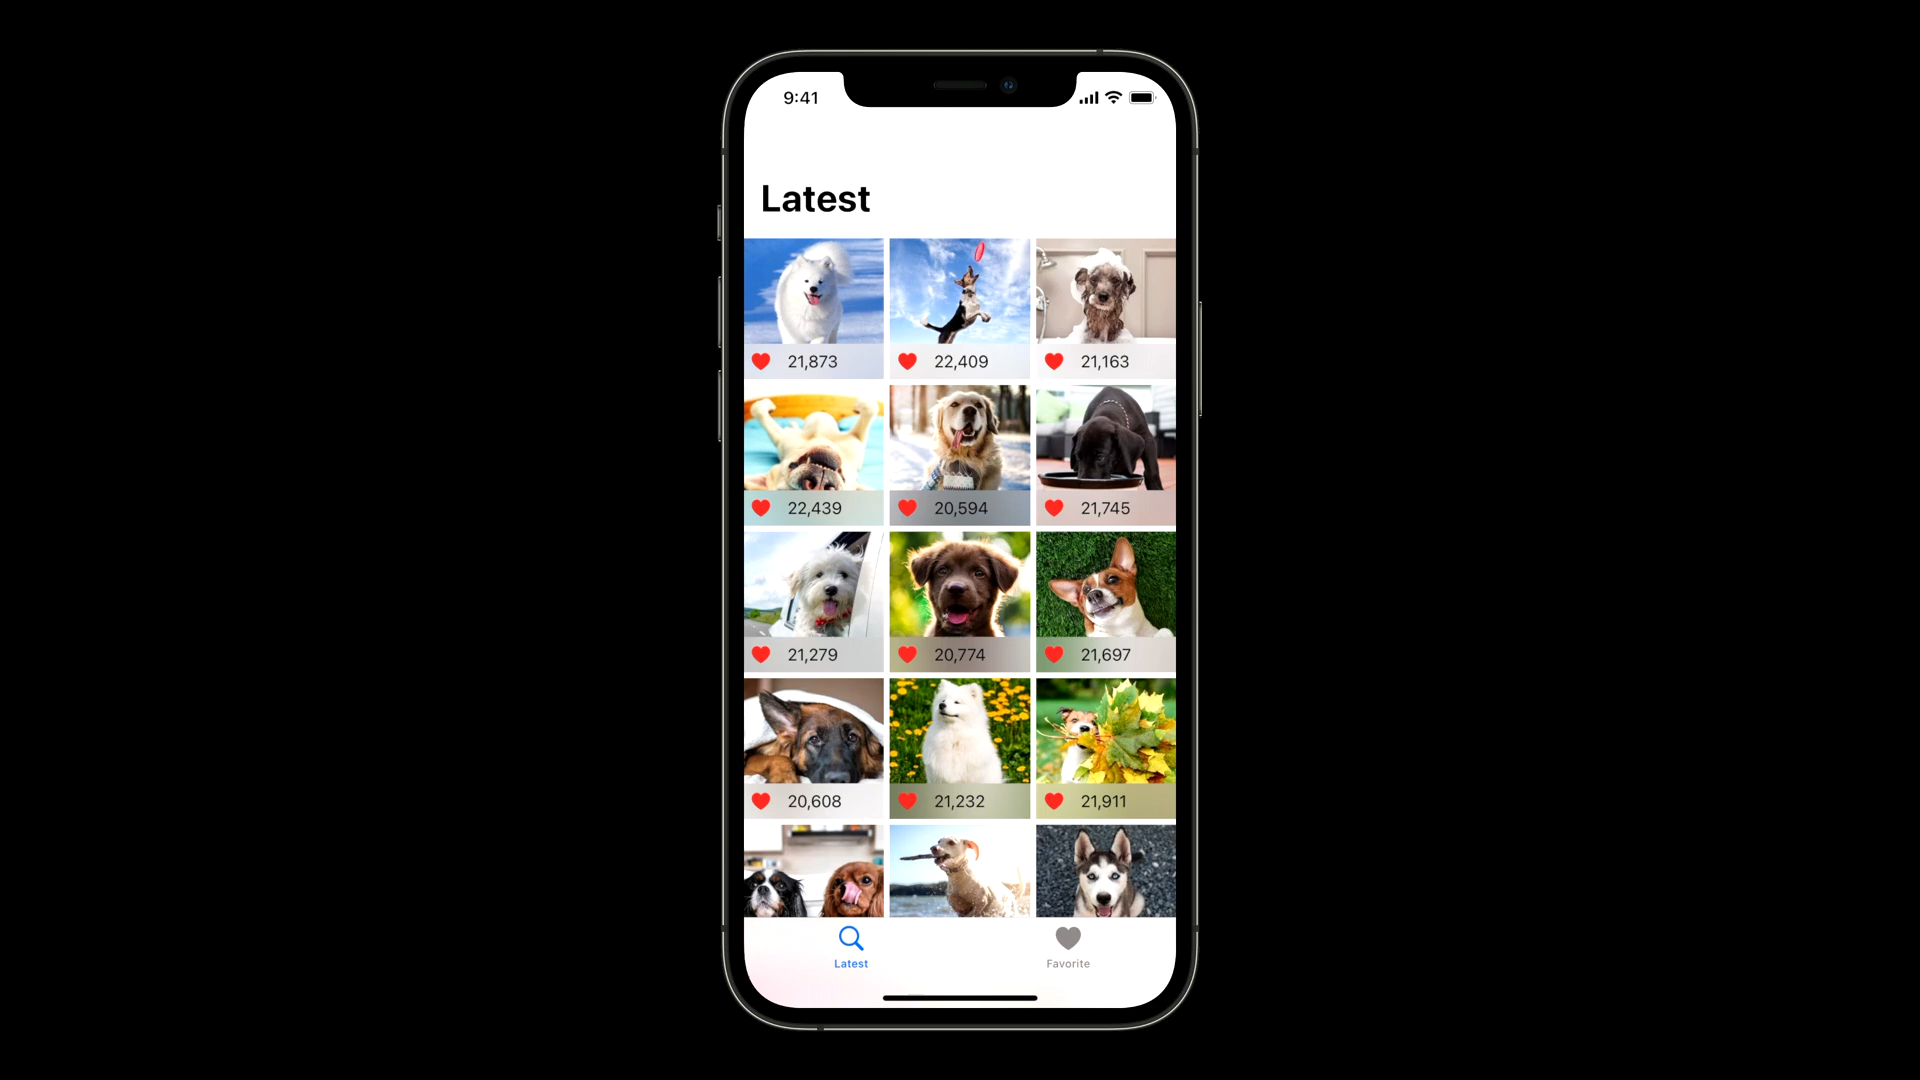 9:41
Latest
21,873 22,409 21,163
22,439 20,594 21,745
21,279 20,774 21,697
20,608 21,232 21,911
Latest Favorite